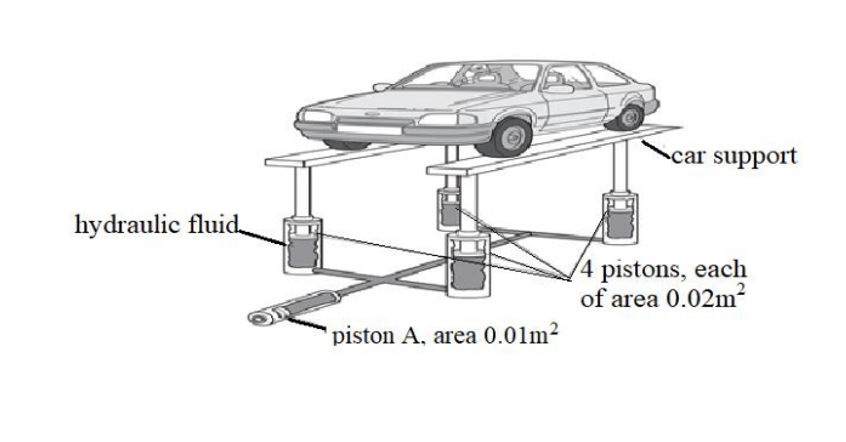 car support
hydraulic fluid
4 pistons, each
of area 0.02m²
piston A, area 0.01m²